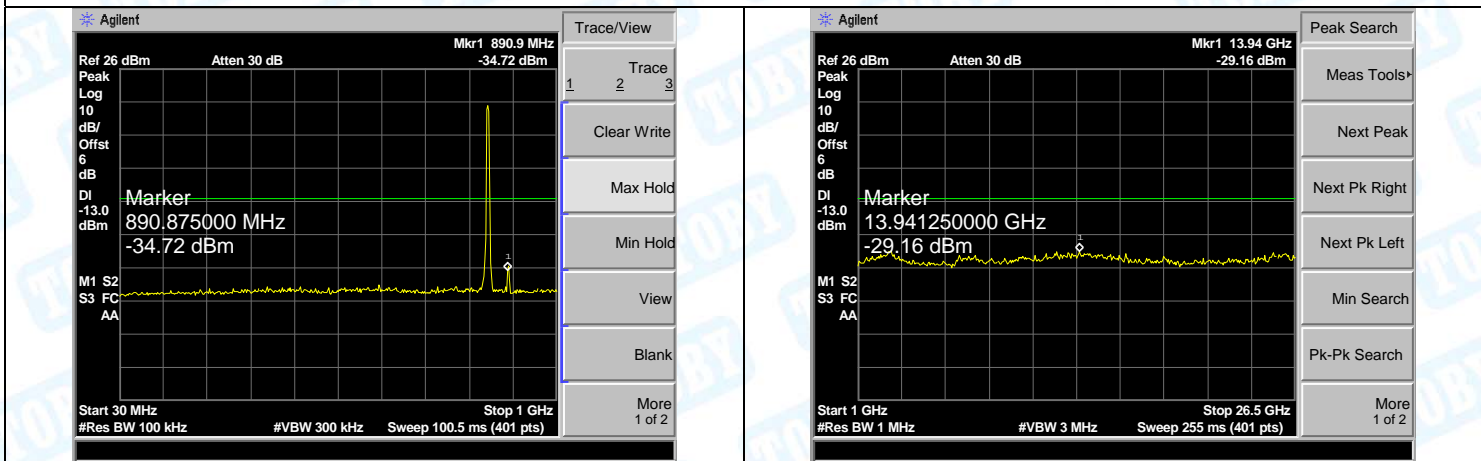 Agilent
Trace/View
Mkr1 890.9 MHz
Ref 26 dBm Atten 30 dB -34.72 dBm
Peak
Log
10
dB/
Offst
6
dB
DI
-13.0
dBm
Marker
890.875000 MHz
-34.72 dBm
1
M1 S2
S3 FC
AA
Start 30 MHz Stop 1 GHz
#Res BW 100 kHz #VBW 300 kHz Sweep 100.5 ms (401 pts)
Trace
1 2 3
Clear Write
Max Hold
Min Hold
View
Blank
More
1 of 2
Agilent
Peak Search
Mkr1 13.94 GHz
Ref 26 dBm Atten 30 dB -29.16 dBm
Peak
Log
10
dB/
Offst
6
dB
DI
-13.0
dBm
Marker
13.941250000 GHz
-29.16 dBm
1
M1 S2
S3 FC
AA
Start 1 GHz Stop 26.5 GHz
#Res BW 1 MHz #VBW 3 MHz Sweep 255 ms (401 pts)
Meas Tools
Next Peak
Next Pk Right
Next Pk Left
Min Search
Pk-Pk Search
More
1 of 2
TOBY